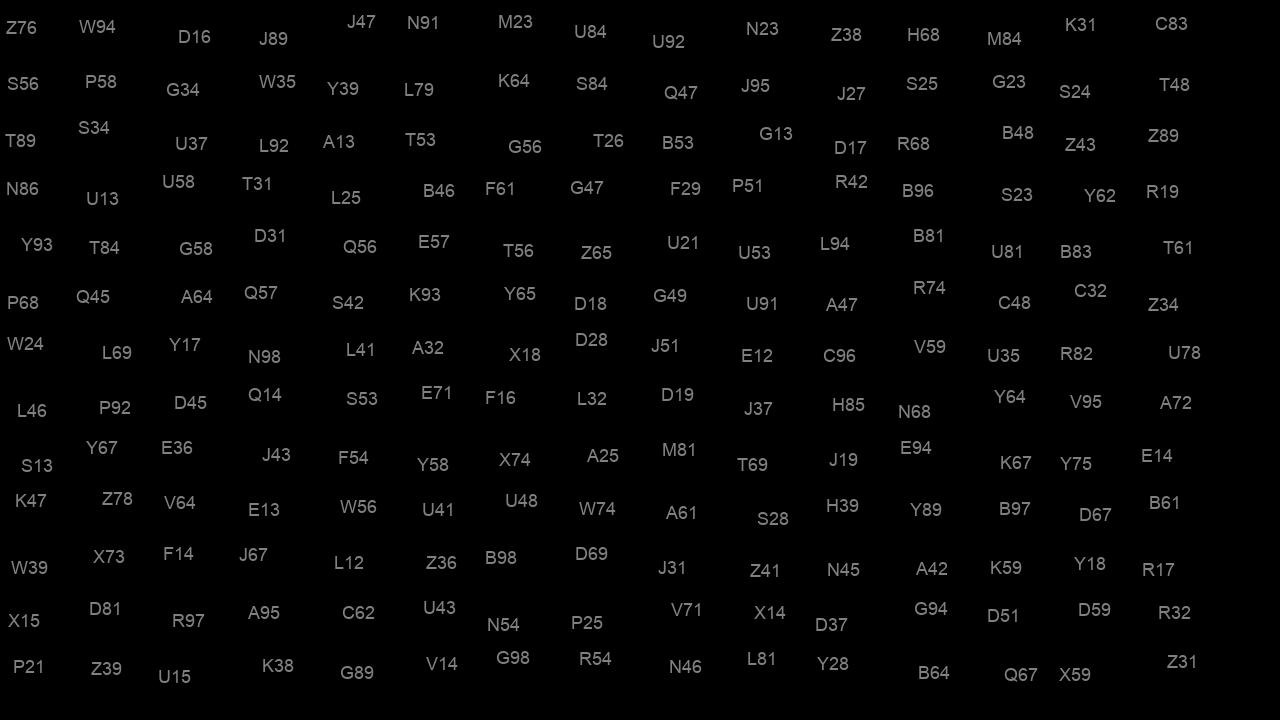 Z76 W94 D16 J89 J47 N91 M23 U84 U92 N23 Z38 H68 M84 K31 C83
S56 P58 G34 W35 Y39 L79 K64 S84 Q47 J95 J27 S25 G23 S24 T48
T89 S34 U37 L92 A13 T53 G56 T26 B53 G13 D17 R68 B48 Z43 Z89
N86 U13 U58 T31 L25 B46 F61 G47 F29 P51 R42 B96 S23 Y62 R19
Y93 T84 G58 D31 Q56 E57 T56 Z65 U21 U53 L94 B81 U81 B83 T61
P68 Q45 A64 Q57 S42 K93 Y65 D18 G49 U91 A47 R74 C48 C32 Z34
W24 L69 Y17 N98 L41 A32 X18 D28 J51 E12 C96 V59 U35 R82 U78
L46 P92 D45 Q14 S53 E71 F16 L32 D19 J37 H85 N68 Y64 V95 A72
S13 Y67 E36 J43 F54 Y58 X74 A25 M81 T69 J19 E94 K67 Y75 E14
K47 Z78 V64 E13 W56 U41 U48 W74 A61 S28 H39 Y89 B97 D67 B61
W39 X73 F14 J67 L12 Z36 B98 D69 J31 Z41 N45 A42 K59 Y18 R17
X15 D81 R97 A95 C62 U43 N54 P25 V71 X14 D37 G94 D51 D59 R32
P21 Z39 U15 K38 G89 V14 G98 R54 N46 L81 Y28 B64 Q67 X59 Z31